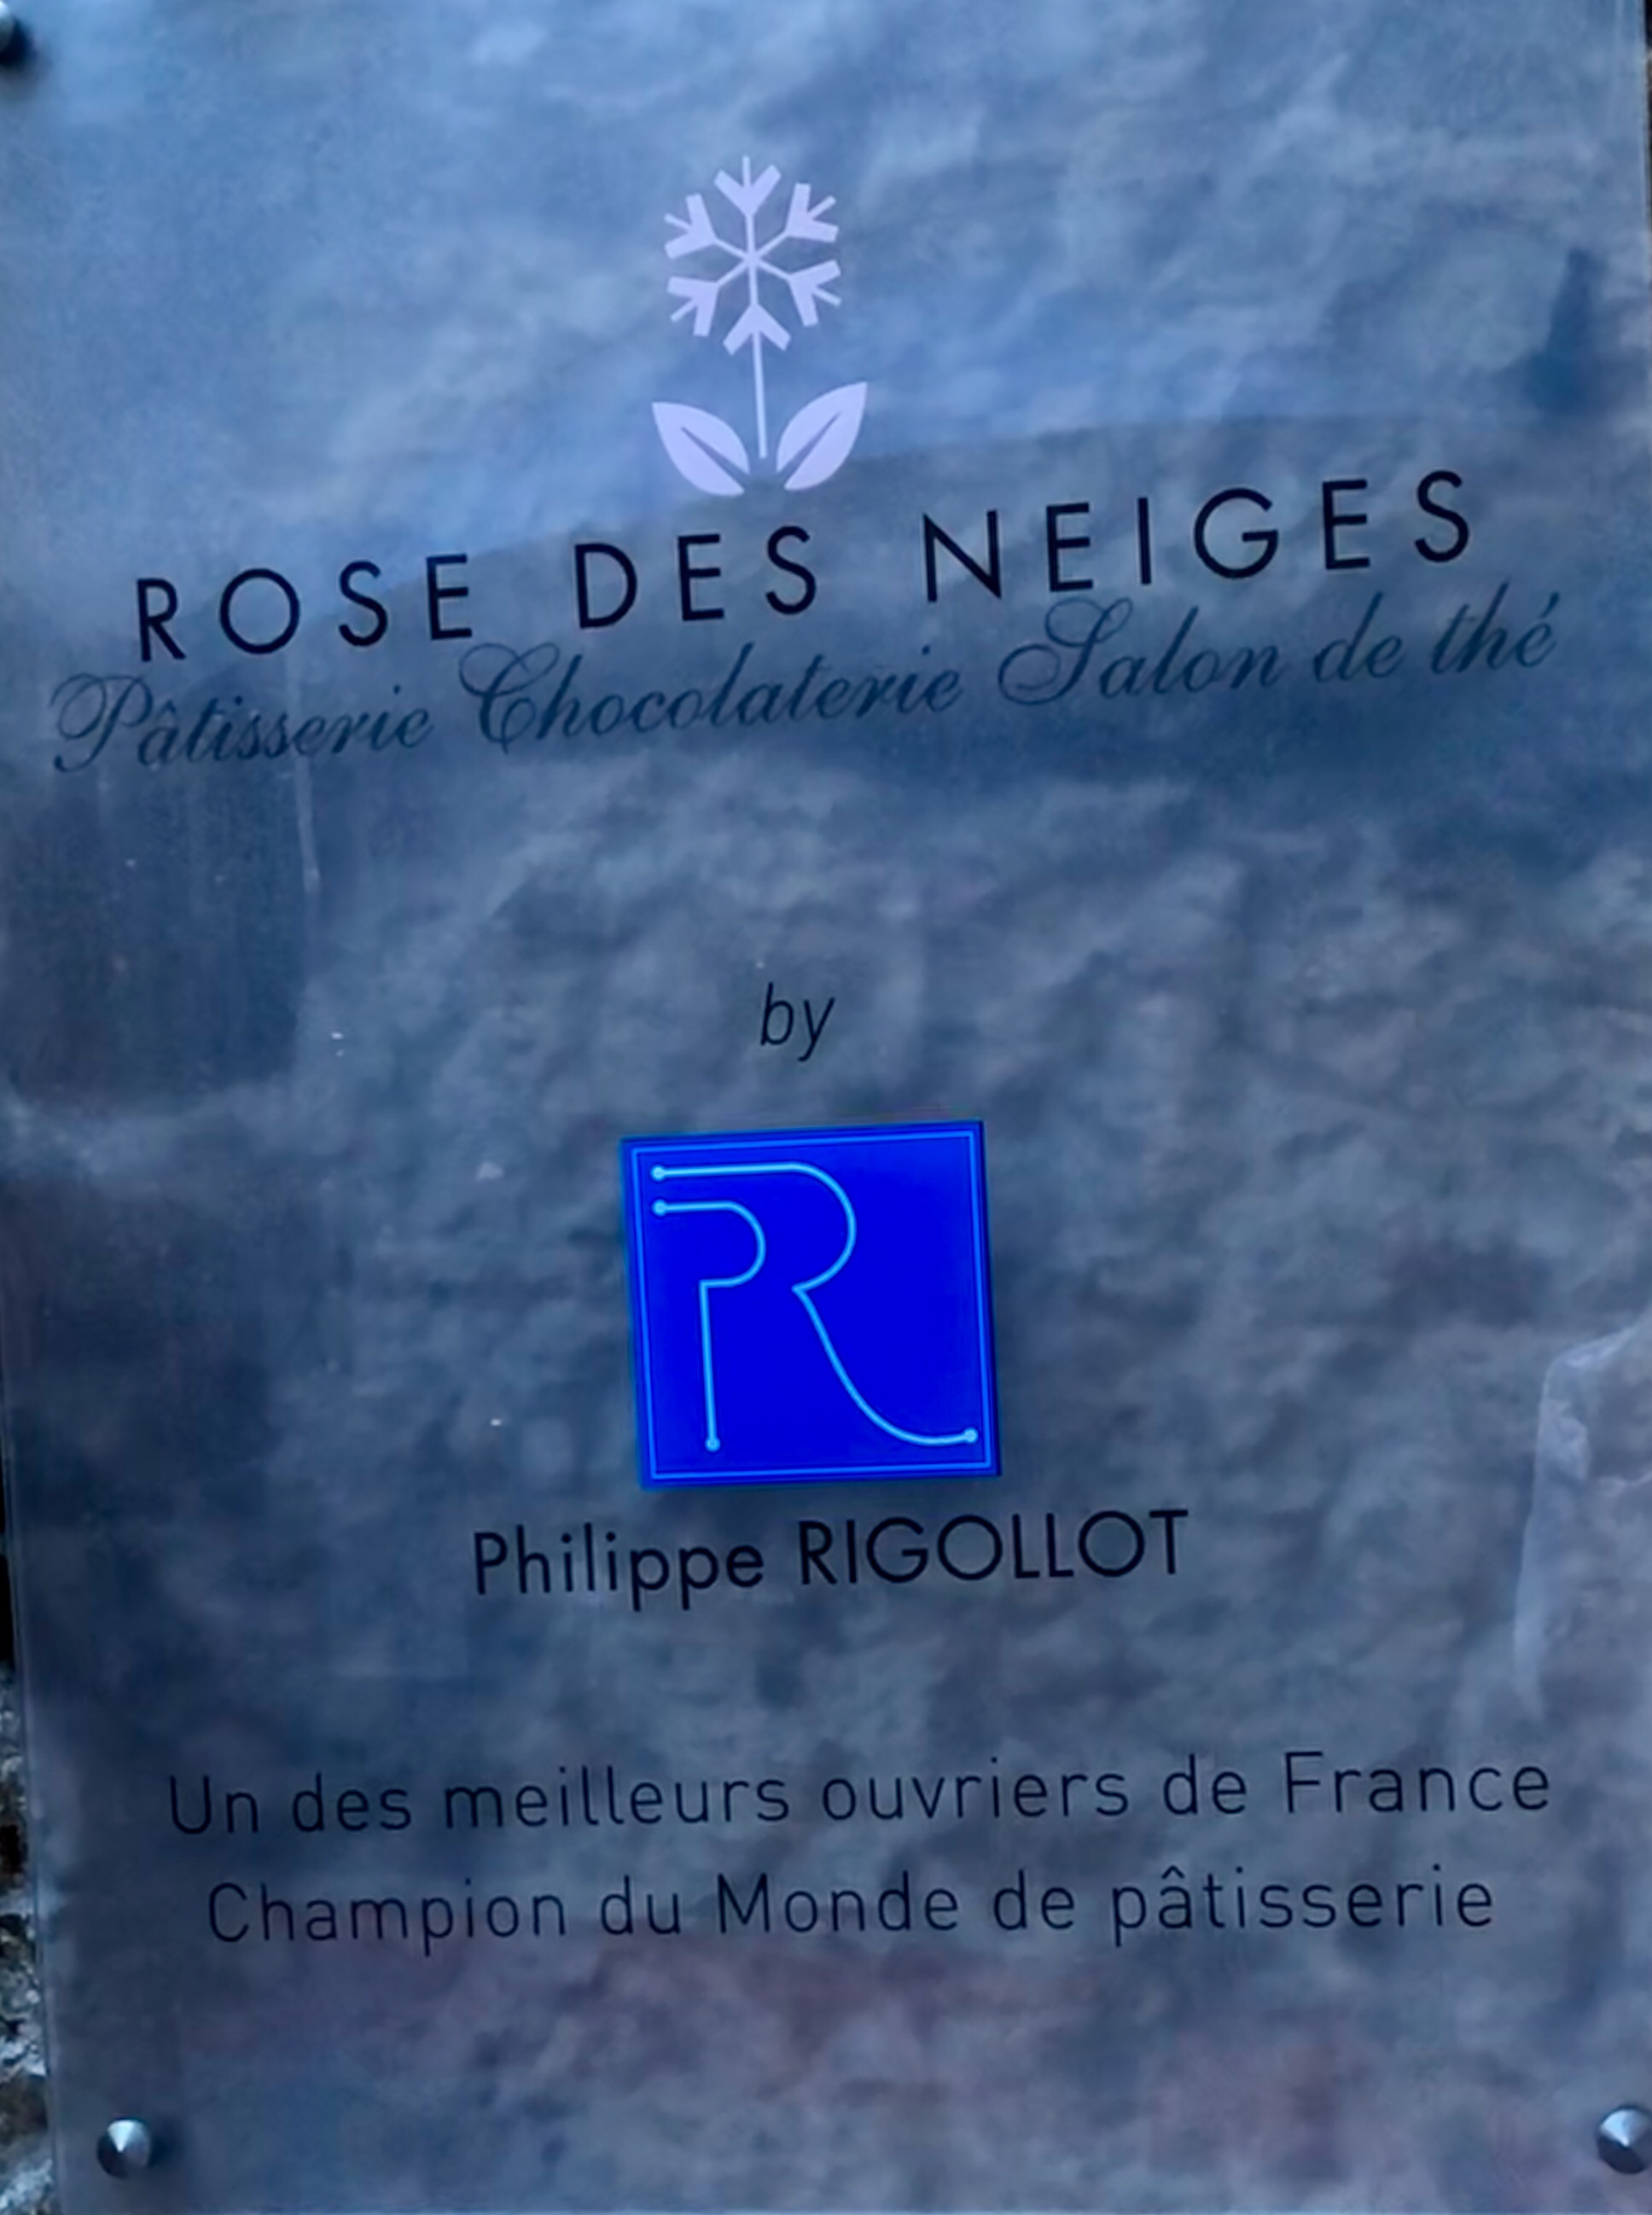 ROSE DES NEIGES
Pâtisserie Chocolaterie Salon de thé
by
PR
Philippe RIGOLLOT
Un des meilleurs ouvriers de France
Champion du Monde de pâtisserie